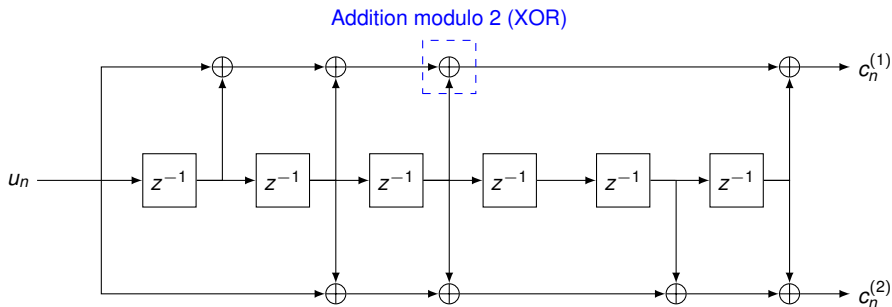 Addition modulo 2 (XOR)
c_n^{(1)}
u_n
z^{-1}
z^{-1}
z^{-1}
z^{-1}
z^{-1}
z^{-1}
c_n^{(2)}